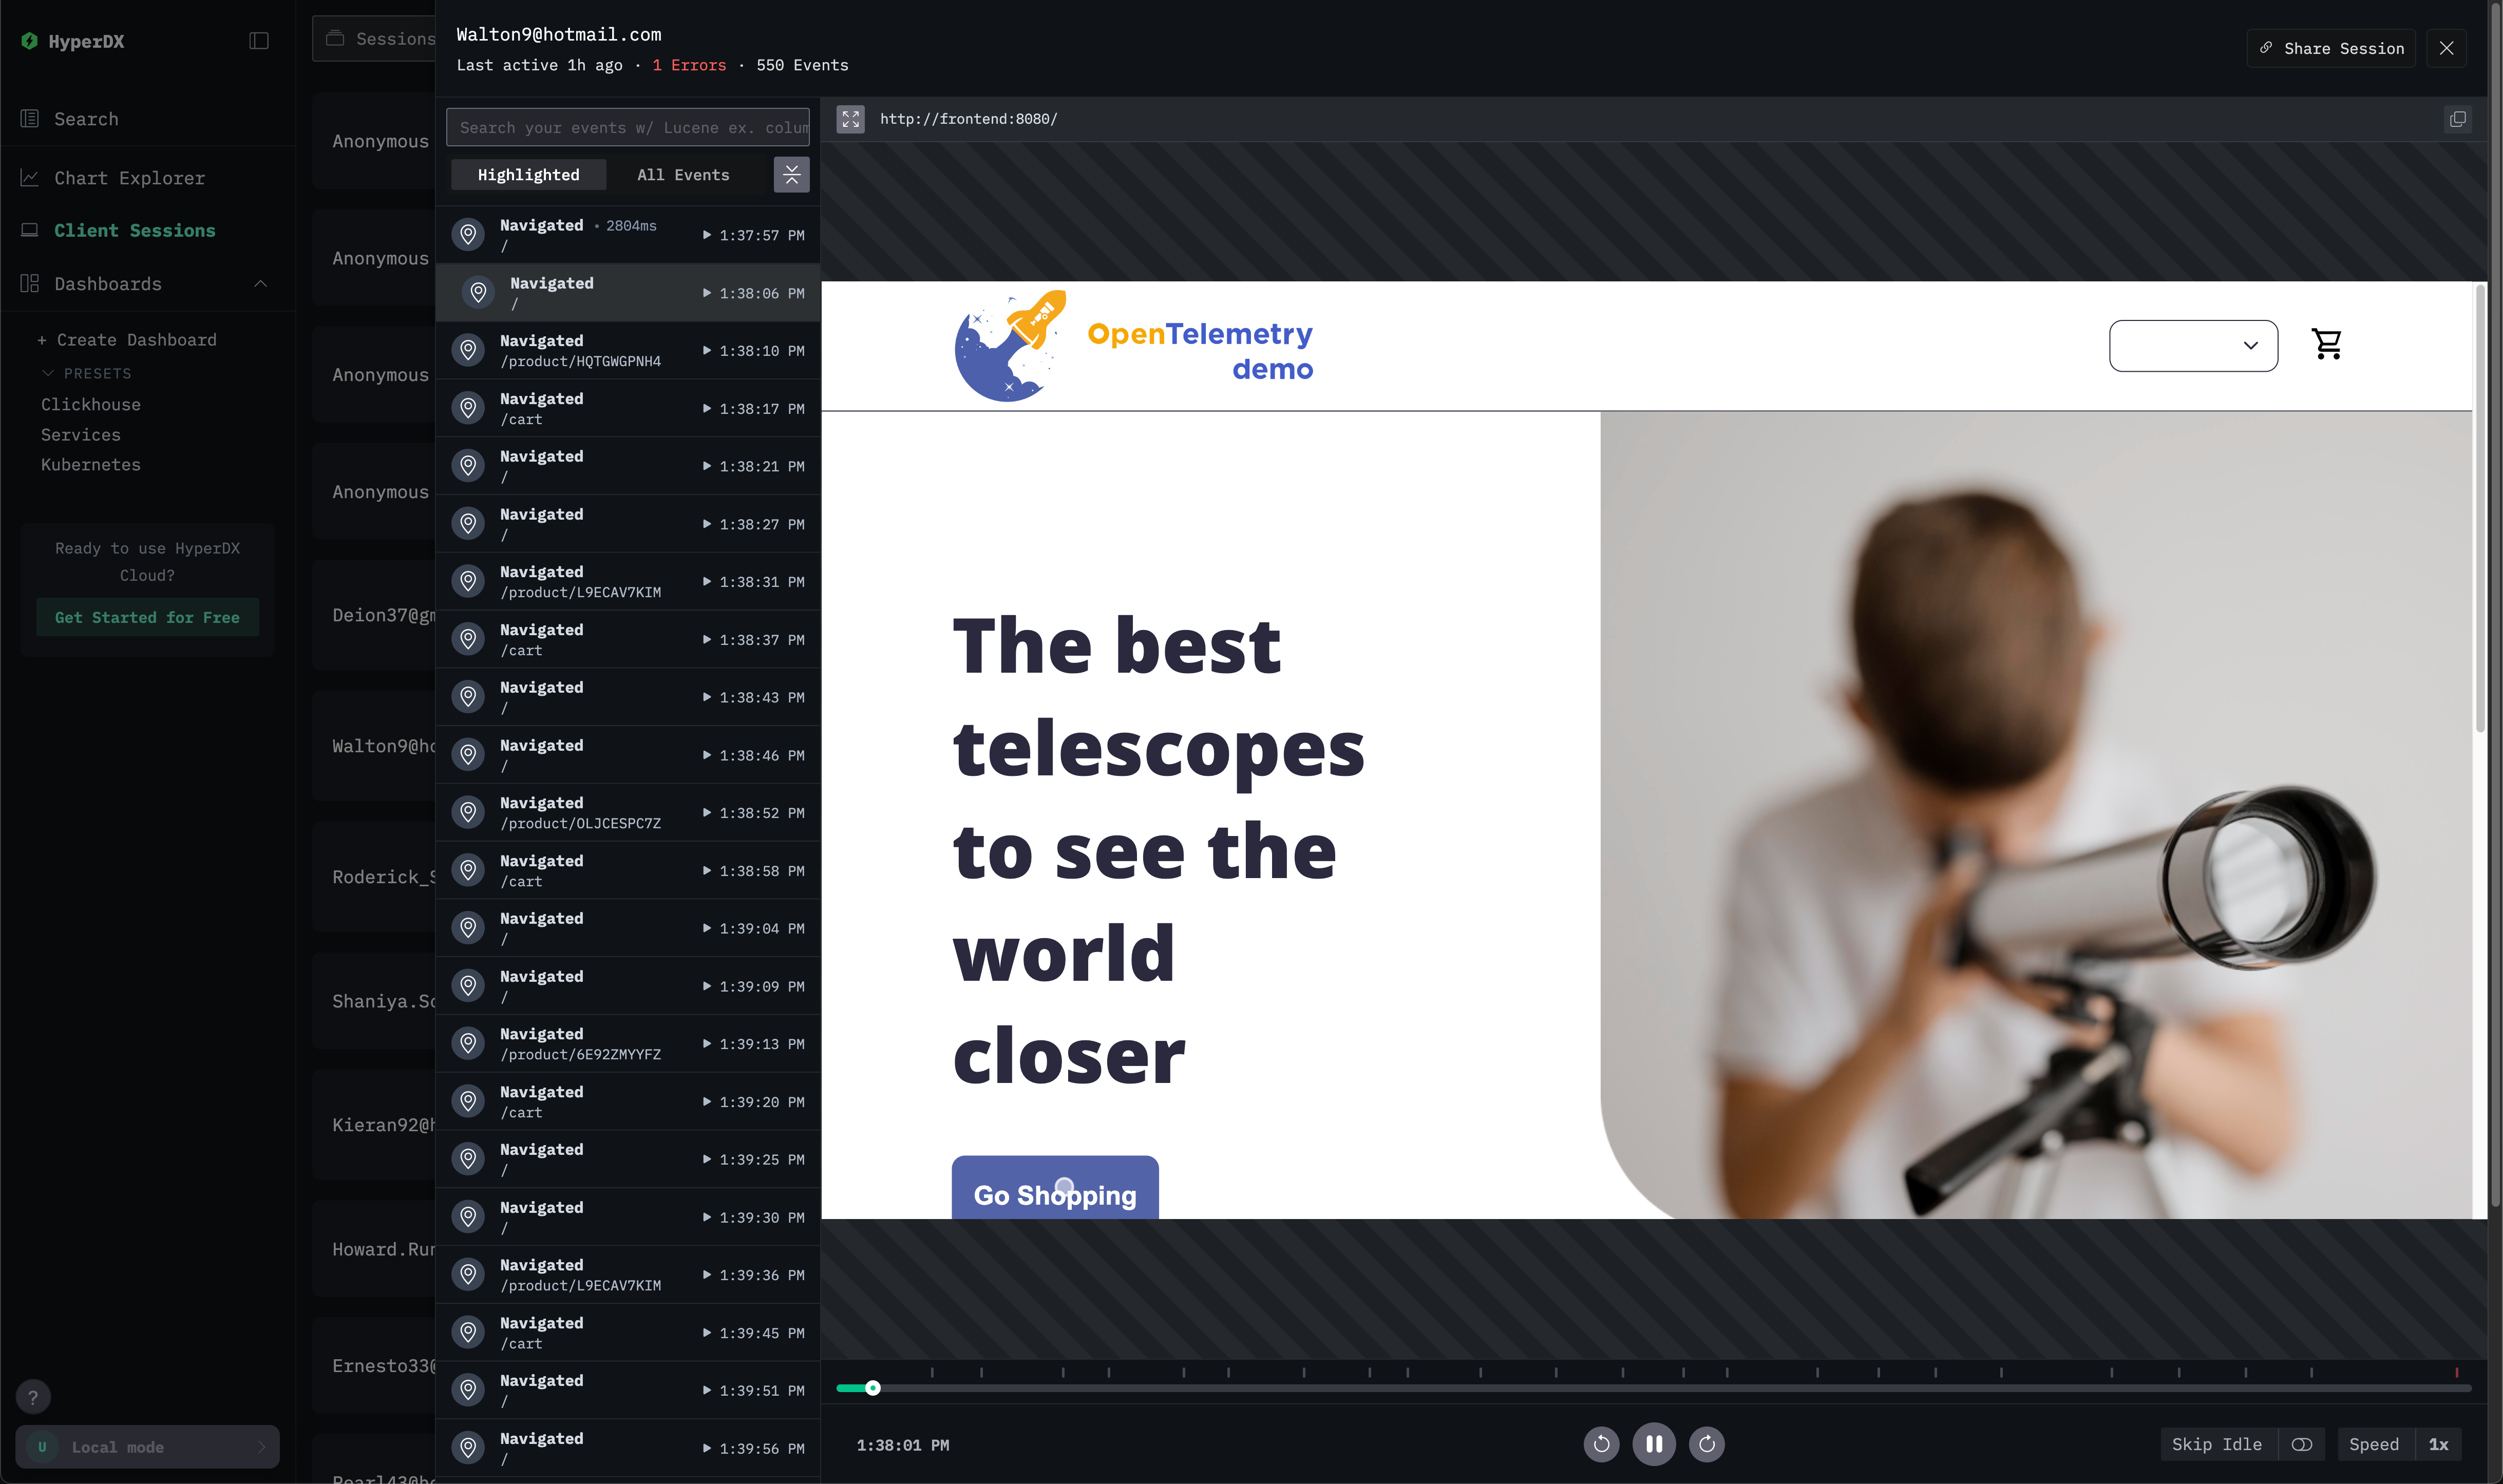 HyperDX
Search
Chart Explorer
Client Sessions
Dashboards
+ Create Dashboard
PRESETS
Clickhouse
Services
Kubernetes
Ready to use HyperDX
Cloud?
Get Started for Free
?
U Local mode
Sessions
Anonymous
Anonymous
Anonymous
Anonymous
Deion37@gm
Walton9@ho
Roderick_S
Shaniya.Sc
Kieran92@h
Howard.Run
Ernesto33@
Pearl43@ho
Walton9@hotmail.com
Last active 1h ago · 1 Errors · 550 Events
Share Session
Search your events w/ Lucene ex. colum
Highlighted
All Events
Navigated • 2804ms
/
1:37:57 PM
Navigated
/
1:38:06 PM
Navigated
/product/HQTGWGPNH4
1:38:10 PM
Navigated
/cart
1:38:17 PM
Navigated
/
1:38:21 PM
Navigated
/
1:38:27 PM
Navigated
/product/L9ECAV7KIM
1:38:31 PM
Navigated
/cart
1:38:37 PM
Navigated
/
1:38:43 PM
Navigated
/
1:38:46 PM
Navigated
/product/OLJCESPC7Z
1:38:52 PM
Navigated
/cart
1:38:58 PM
Navigated
/
1:39:04 PM
Navigated
/
1:39:09 PM
Navigated
/product/6E92ZMYYFZ
1:39:13 PM
Navigated
/cart
1:39:20 PM
Navigated
/
1:39:25 PM
Navigated
/
1:39:30 PM
Navigated
/product/L9ECAV7KIM
1:39:36 PM
Navigated
/cart
1:39:45 PM
Navigated
/
1:39:51 PM
Navigated
/
1:39:56 PM
http://frontend:8080/
OpenTelemetry
demo
The best
telescopes
to see the
world
closer
Go Shopping
1:38:01 PM
Skip Idle
Speed 1x